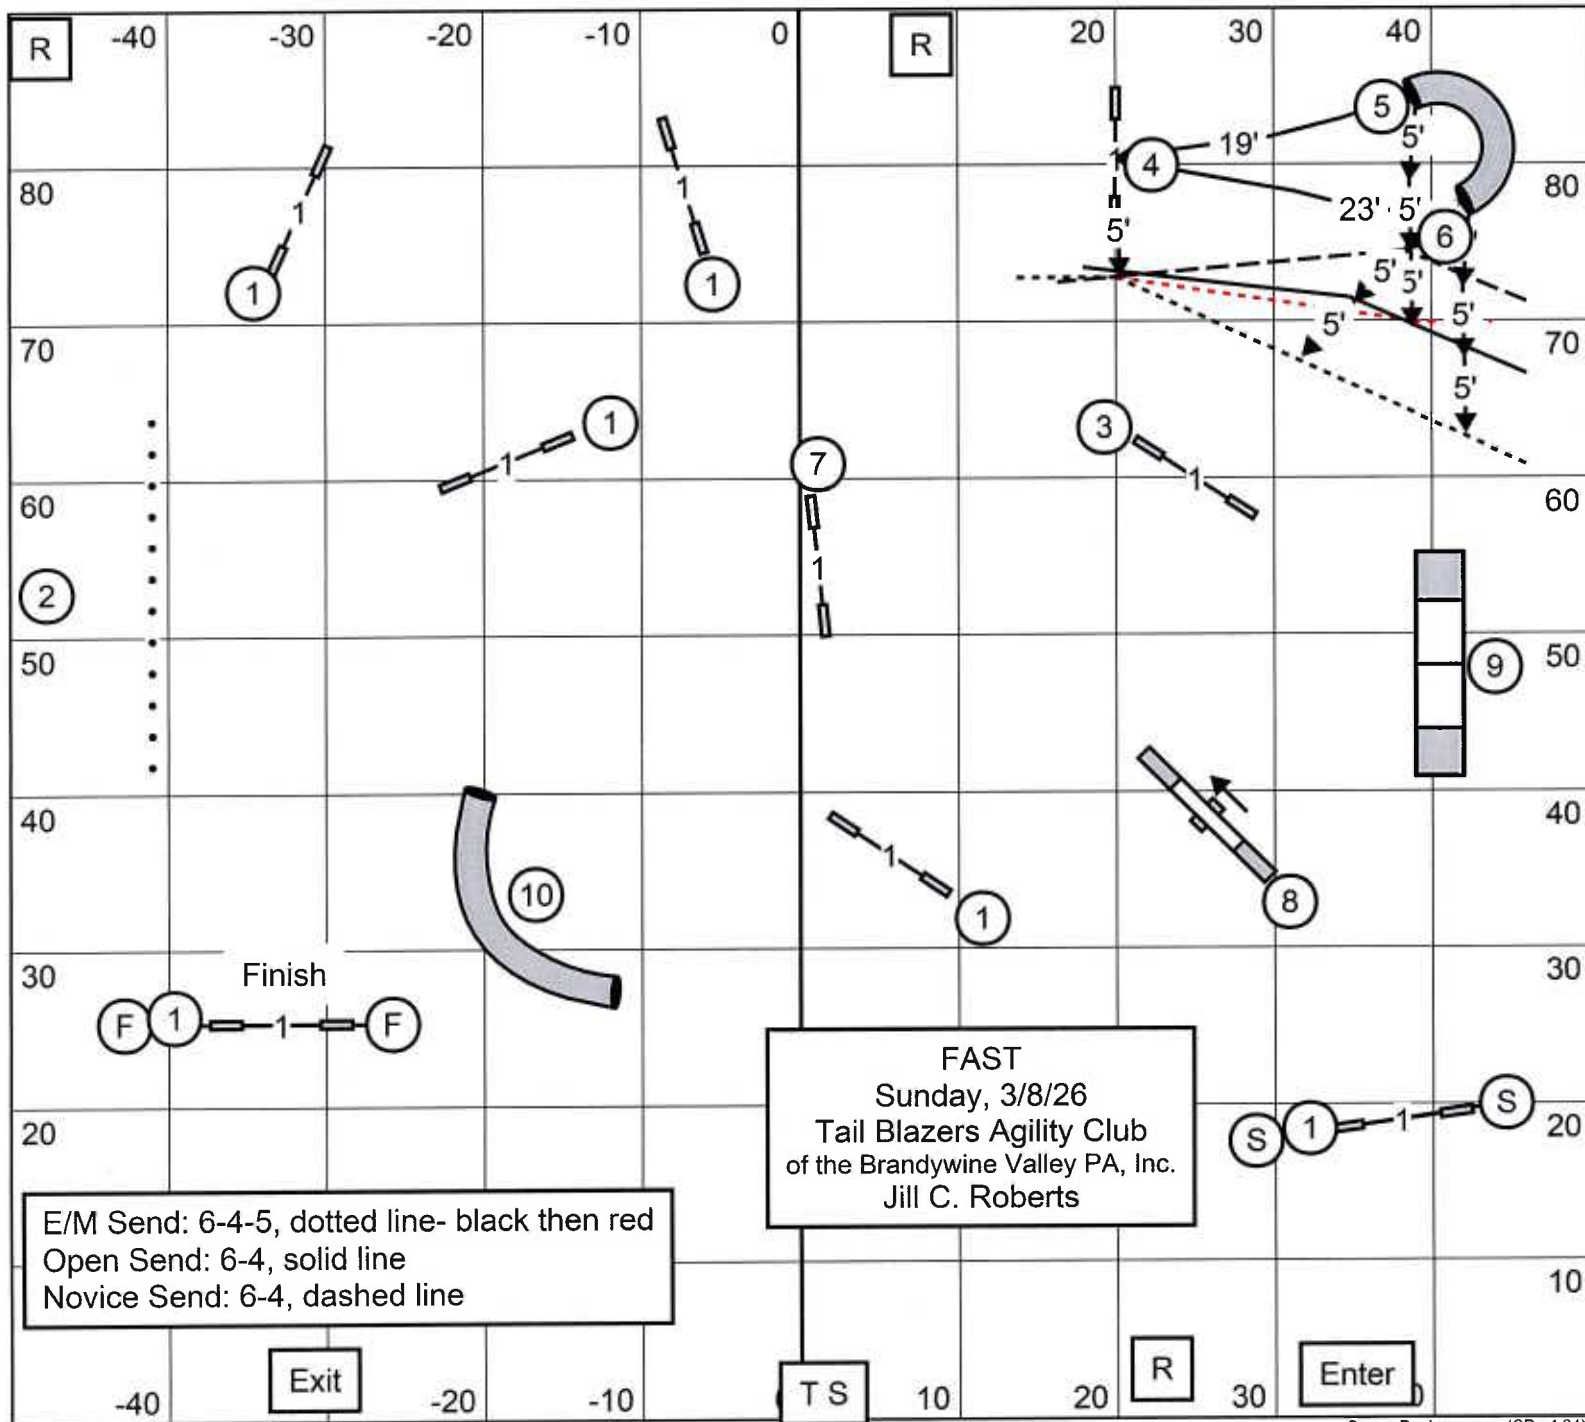 R -40 -30 -20 -10 0 R 20 30 40
5
5'
4 19'
1
80 80
1 1
23' 5'
5' 6
1 1
5' 5'
5' 5'
70 70
5'
1 3
7
1 1
60 60
1
2
50 50
9
40 40
1
10 8
1
30 30
Finish
F 1 1 F
FAST
Sunday, 3/8/26
Tail Blazers Agility Club
of the Brandywine Valley PA, Inc.
Jill C. Roberts
S 1 1 S
20 20
E/M Send: 6-4-5, dotted line- black then red
Open Send: 6-4, solid line
Novice Send: 6-4, dashed line
10
Exit T S R Enter
-40 -20 -10 10 20 30